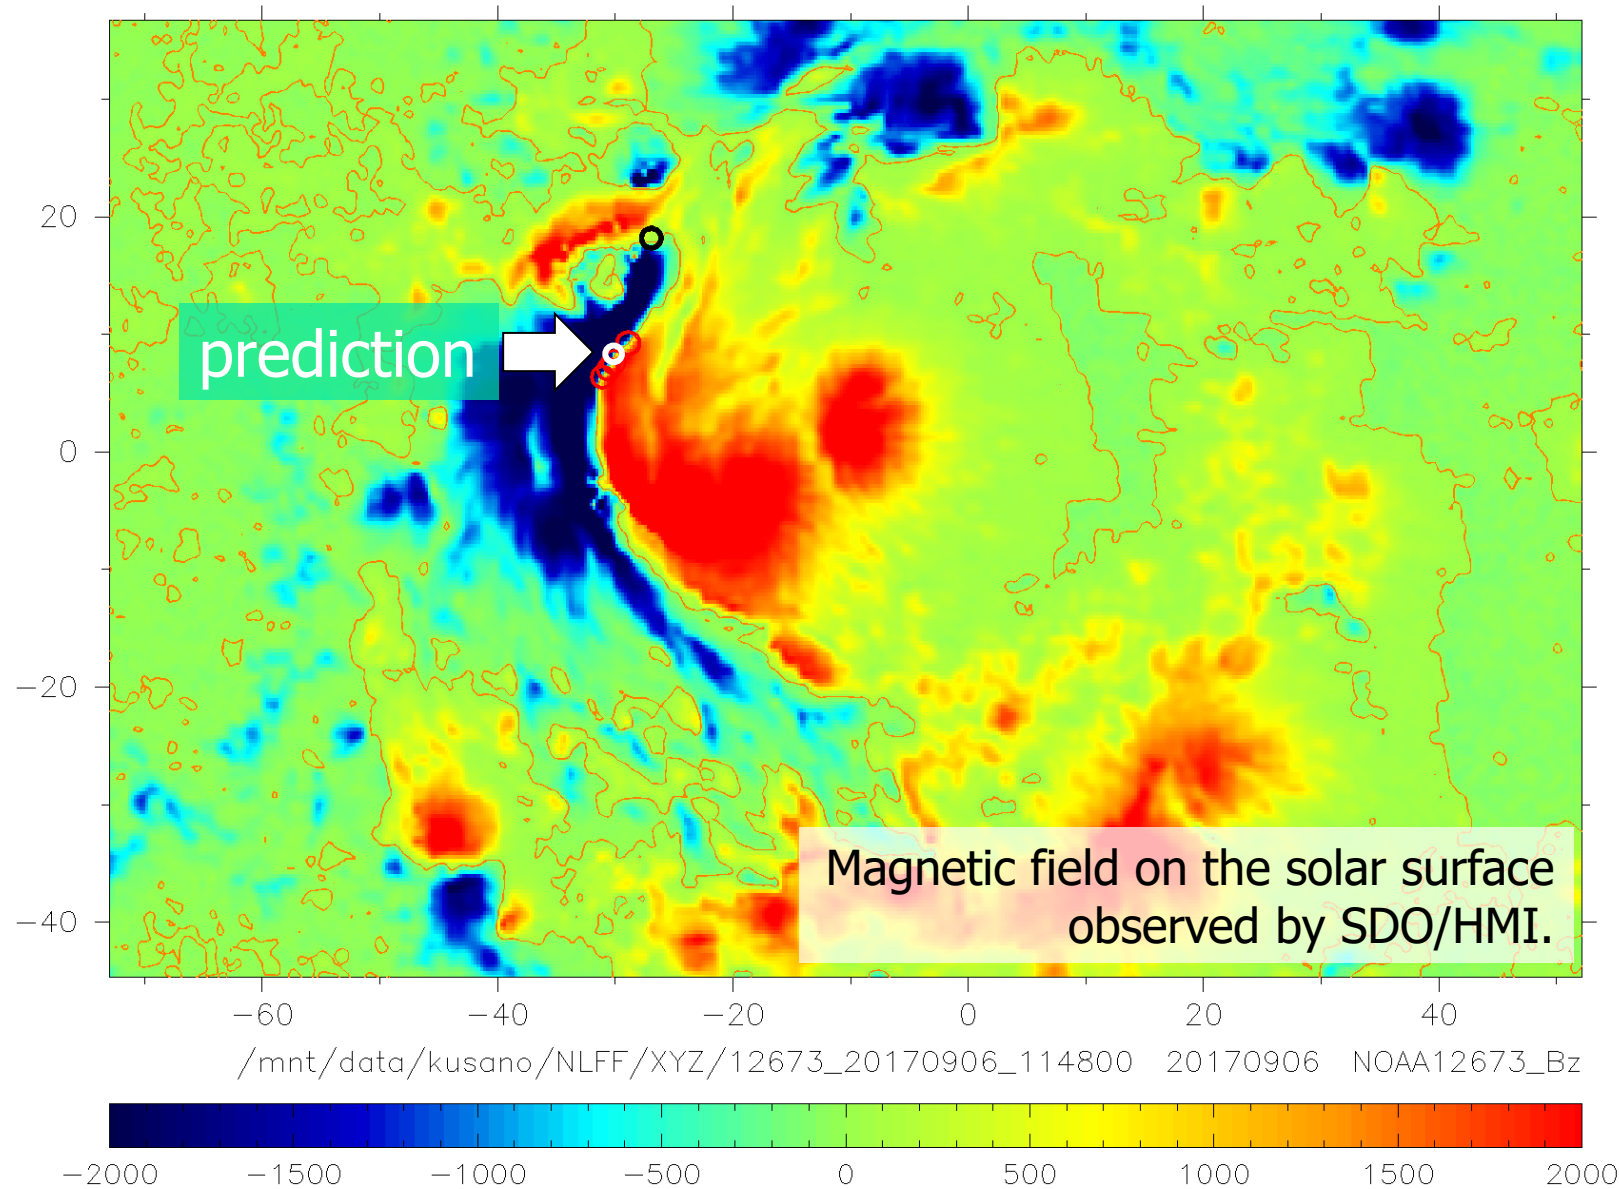 20
prediction
0
−20
Magnetic field on the solar surface
observed by SDO/HMI.
−40
−60 −40 −20 0 20 40
/mnt/data/kusano/NLFF/XYZ/12673_20170906_114800 20170906 NOAA12673_Bz
−2000 −1500 −1000 −500 0 500 1000 1500 2000